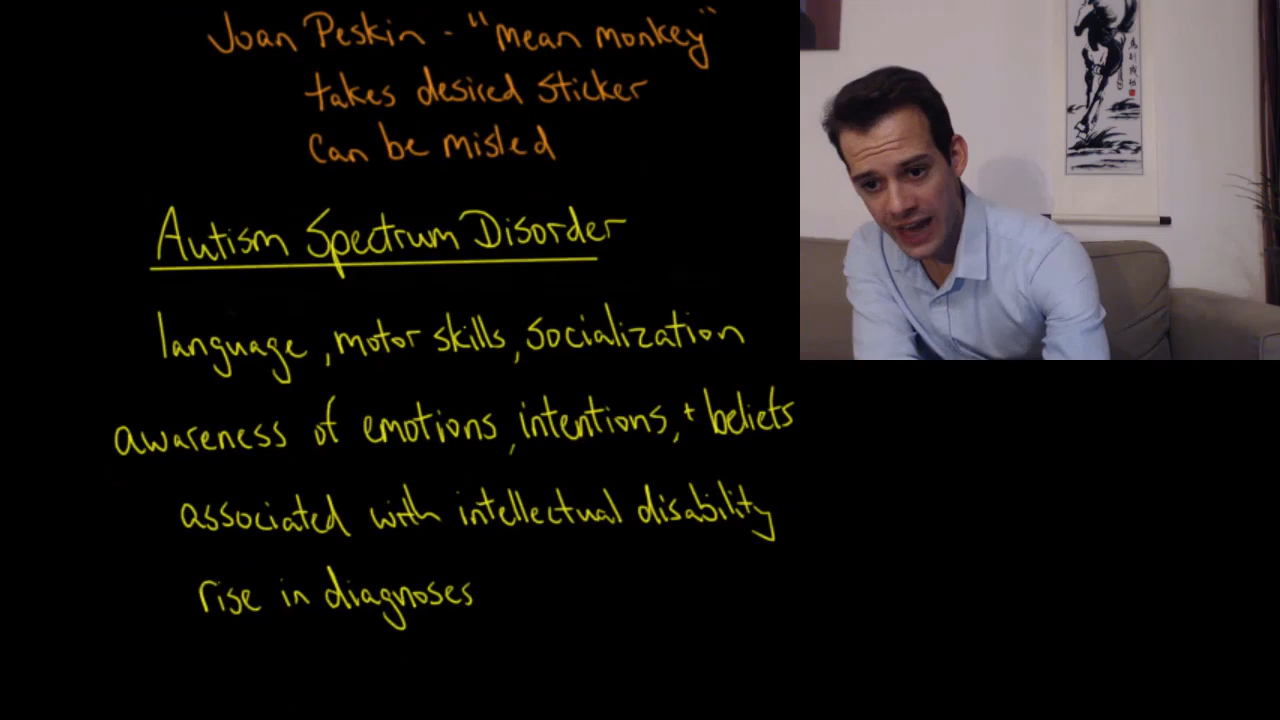 Joan Peskin - "mean monkey"
takes desired sticker
can be misled
Autism Spectrum Disorder
language, motor skills, socialization
awareness of emotions, intentions, + beliefs
associated with intellectual disability
rise in diagnoses